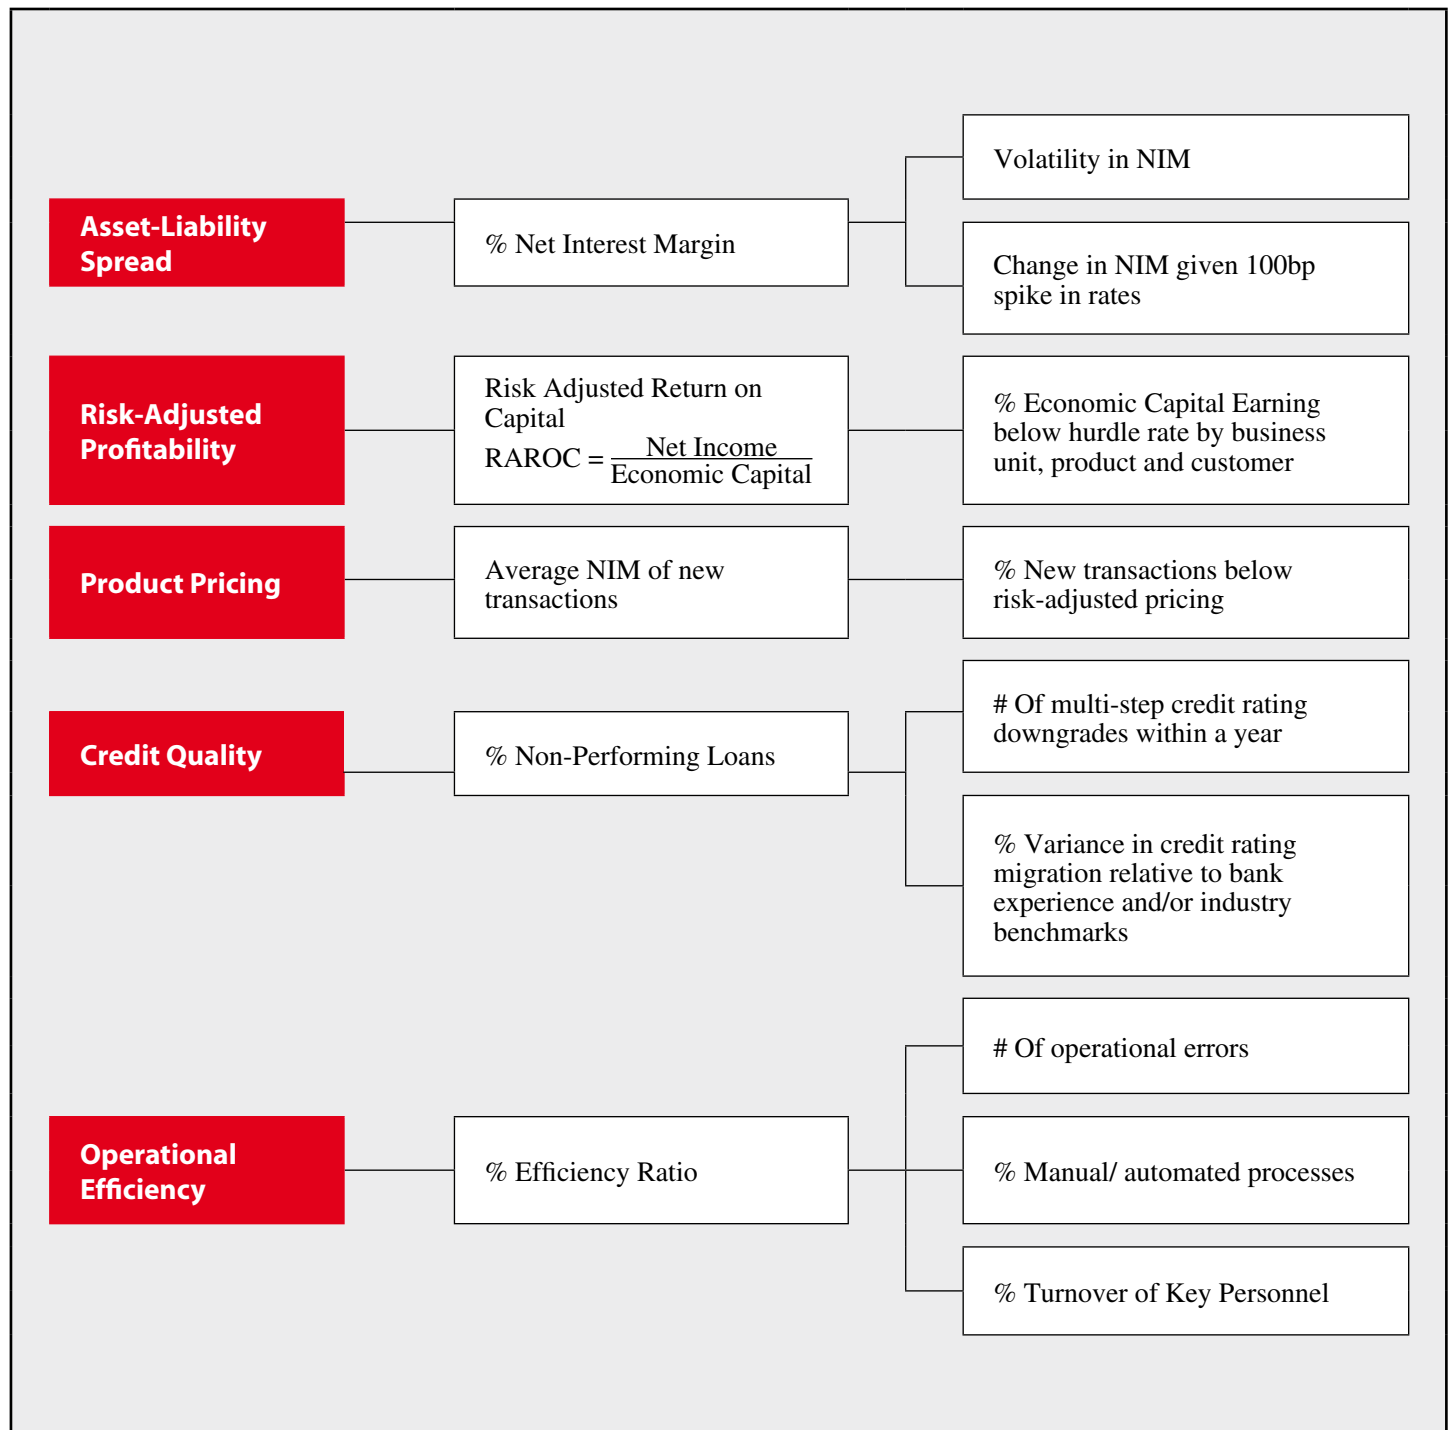 Asset-Liability
Spread
% Net Interest Margin
Volatility in NIM
Change in NIM given 100bp
spike in rates
Risk-Adjusted
Profitability
Risk Adjusted Return on
Capital
RAROC = Net Income
Economic Capital
% Economic Capital Earning
below hurdle rate by business
unit, product and customer
Product Pricing
Average NIM of new
transactions
% New transactions below
risk-adjusted pricing
Credit Quality
% Non-Performing Loans
# Of multi-step credit rating
downgrades within a year
% Variance in credit rating
migration relative to bank
experience and/or industry
benchmarks
Operational
Efficiency
% Efficiency Ratio
# Of operational errors
% Manual/ automated processes
% Turnover of Key Personnel